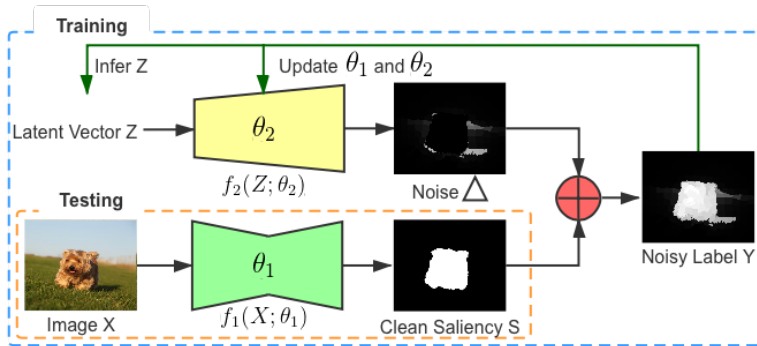 Training
Infer Z
Update θ₁ and θ₂
Latent Vector Z
θ₂
f₂(Z; θ₂)
Noise △
Testing
θ₁
Noisy Label Y
Image X
f₁(X; θ₁)
Clean Saliency S